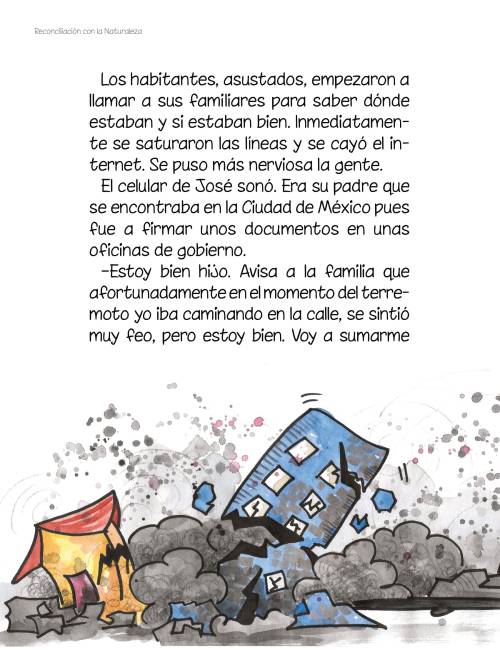 Reconciliación con la Naturaleza
Los habitantes, asustados, empezaron a
llamar a sus familiares para saber dónde
estaban y si estaban bien. Inmediatamen-
te se saturaron las líneas y se cayó el in-
ternet. Se puso más nerviosa la gente.
El celular de José sonó. Era su padre que
se encontraba en la Ciudad de México pues
fue a firmar unos documentos en unas
oficinas de gobierno.
–Estoy bien hijo. Avisa a la familia que
afortunadamente en el momento del terre-
moto yo iba caminando en la calle, se sintió
muy feo, pero estoy bien. Voy a sumarme